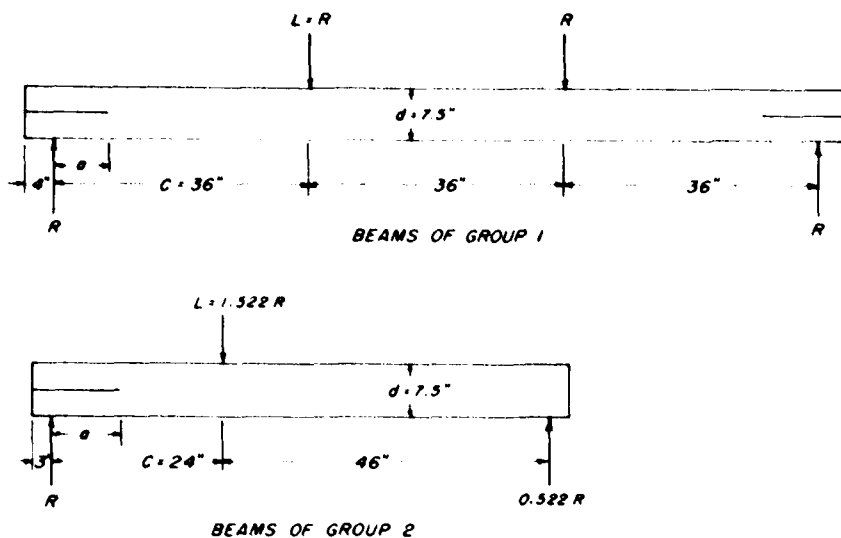 L = R R
d = 7.5"
a
4" C = 36" 36" 36"
R R
BEAMS OF GROUP 1
L = 1.522 R
d = 7.5"
a
3" C = 24" 46"
R 0.522 R
BEAMS OF GROUP 2